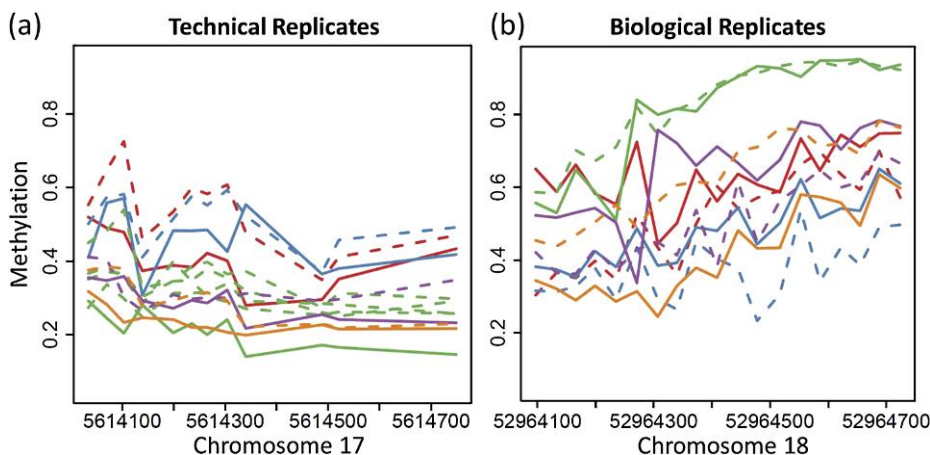 (a) Technical Replicates
(b) Biological Replicates
Methylation
0.8
0.6
0.4
0.2
5614100 5614300 5614500 5614700
Chromosome 17
0.8
0.6
0.4
0.2
52964100 52964300 52964500 52964700
Chromosome 18